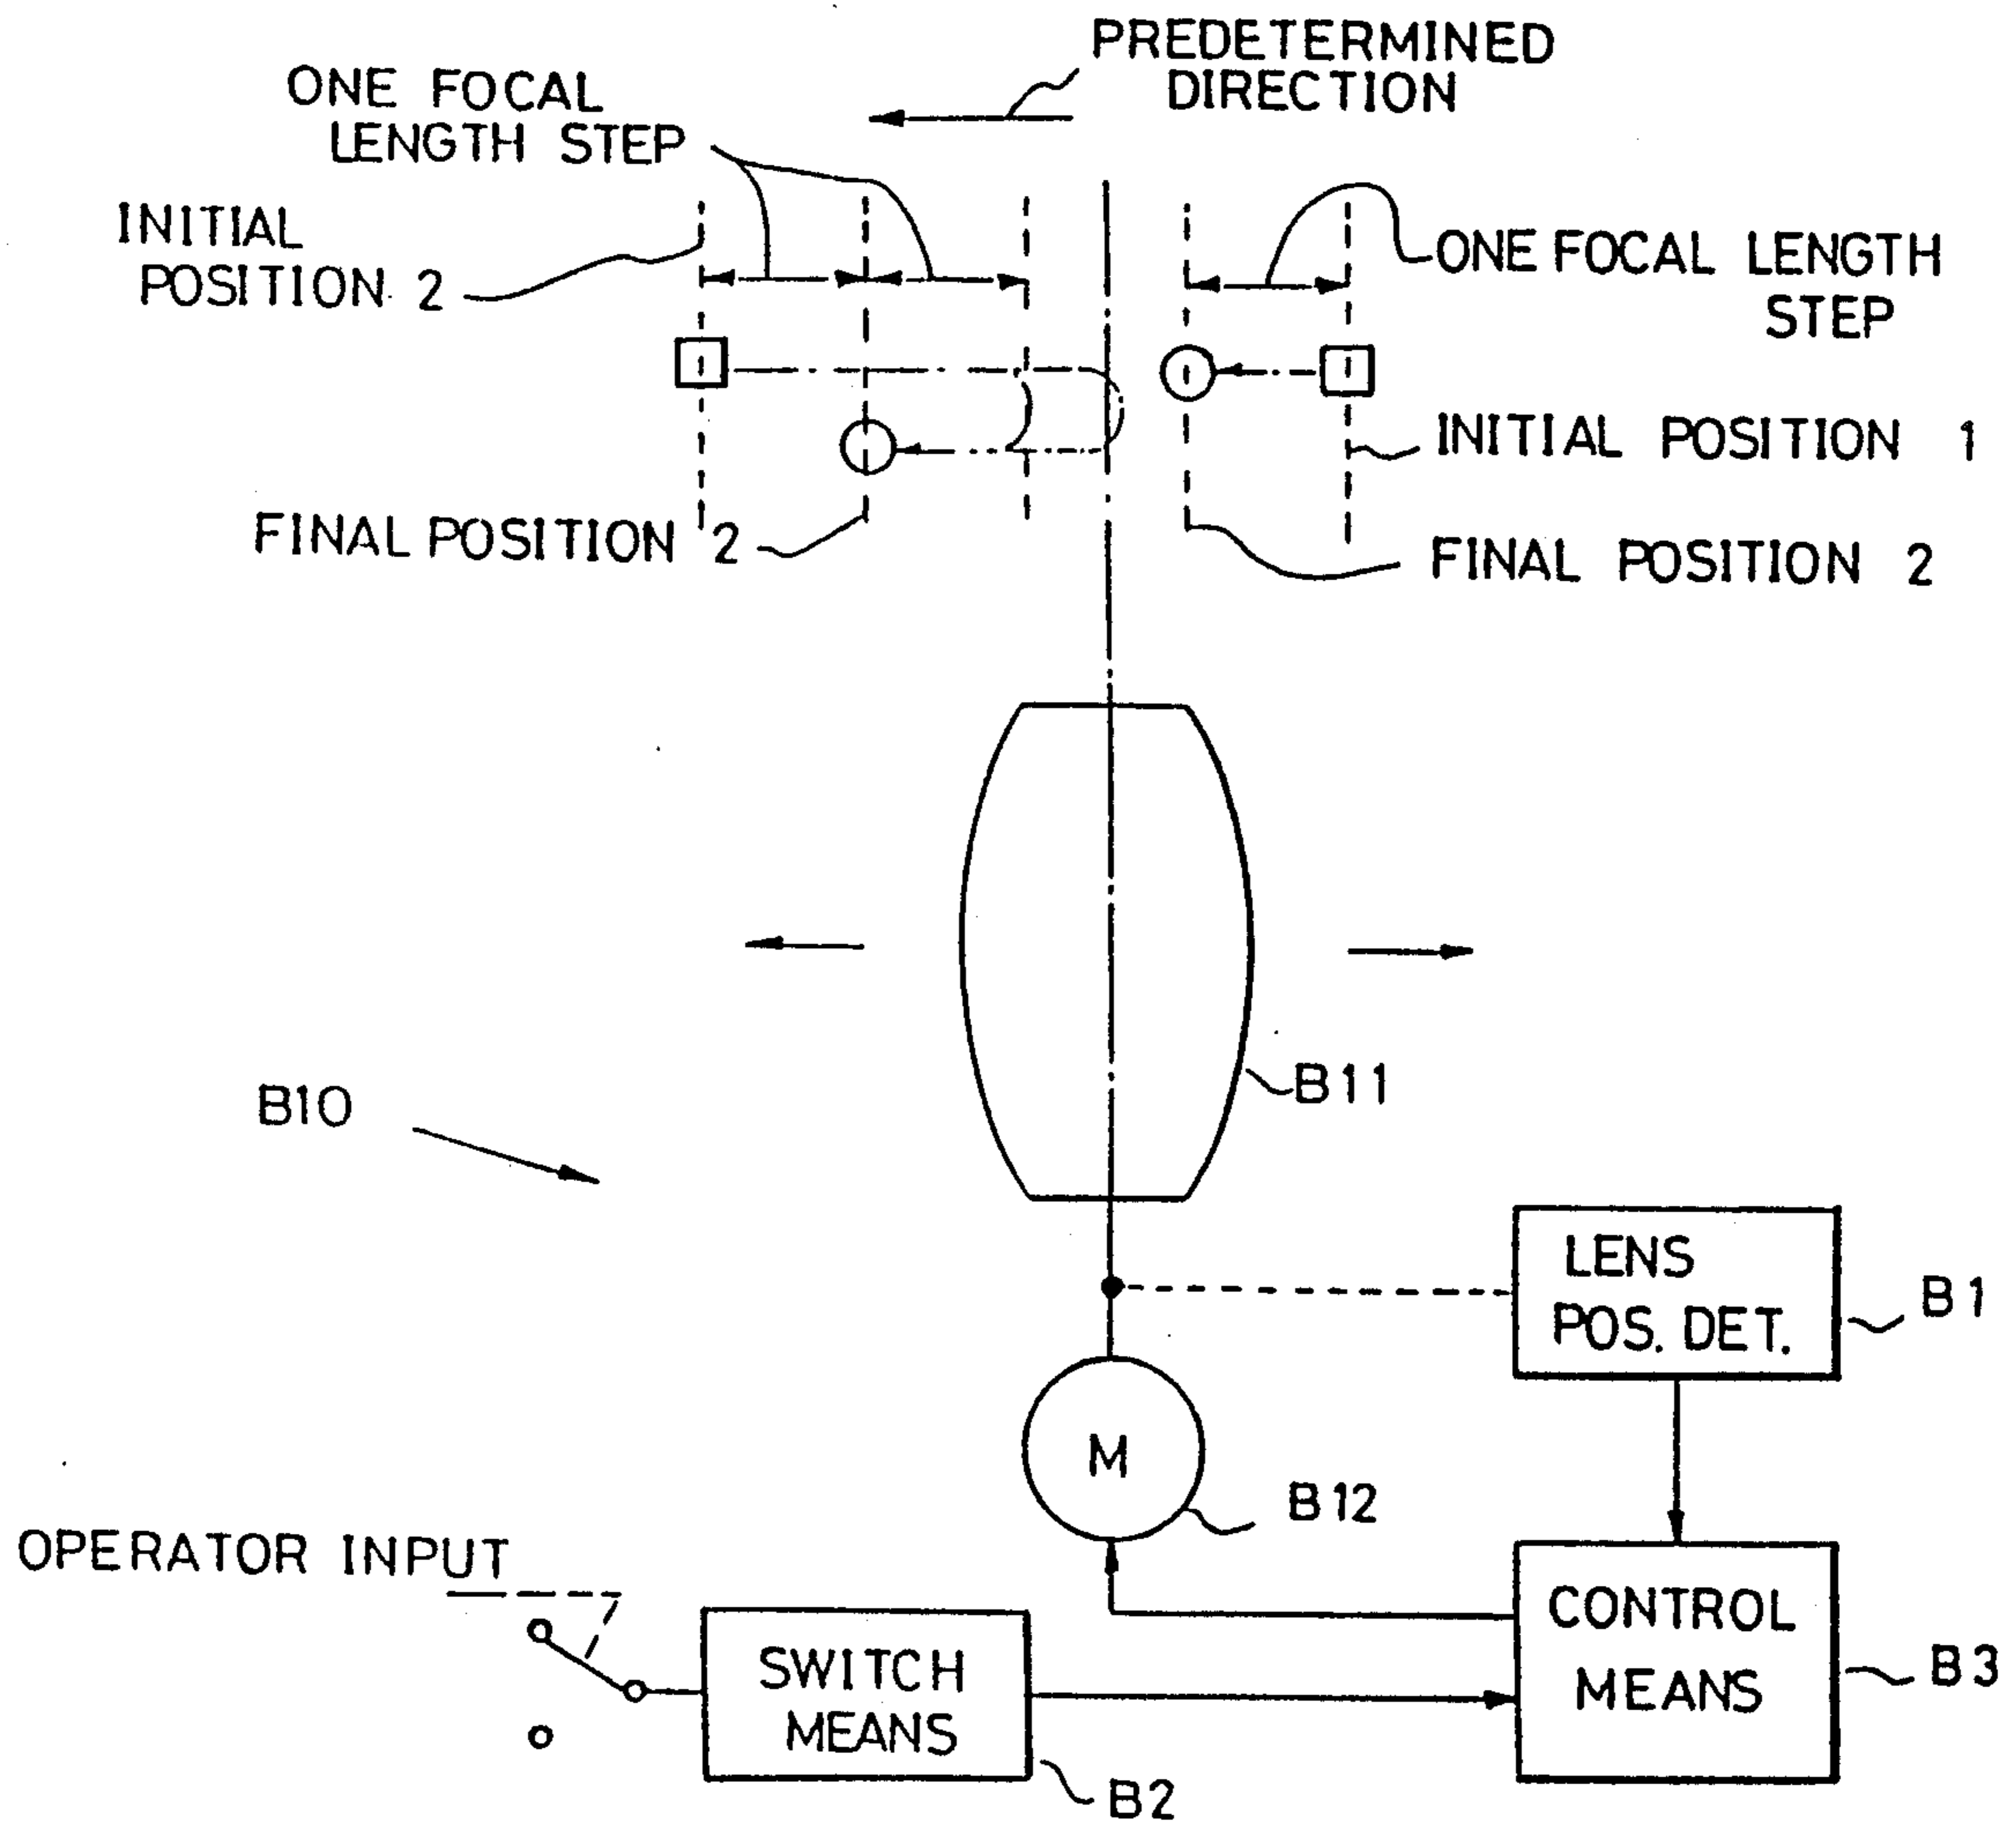 PREDETERMINED
DIRECTION
ONE FOCAL
LENGTH STEP
INITIAL
POSITION 2
ONE FOCAL LENGTH
STEP
INITIAL POSITION 1
FINAL POSITION 2
FINAL POSITION 2
B10
B11
LENS
POS. DET.
B1
M
B12
OPERATOR INPUT
CONTROL
MEANS
B3
SWITCH
MEANS
B2